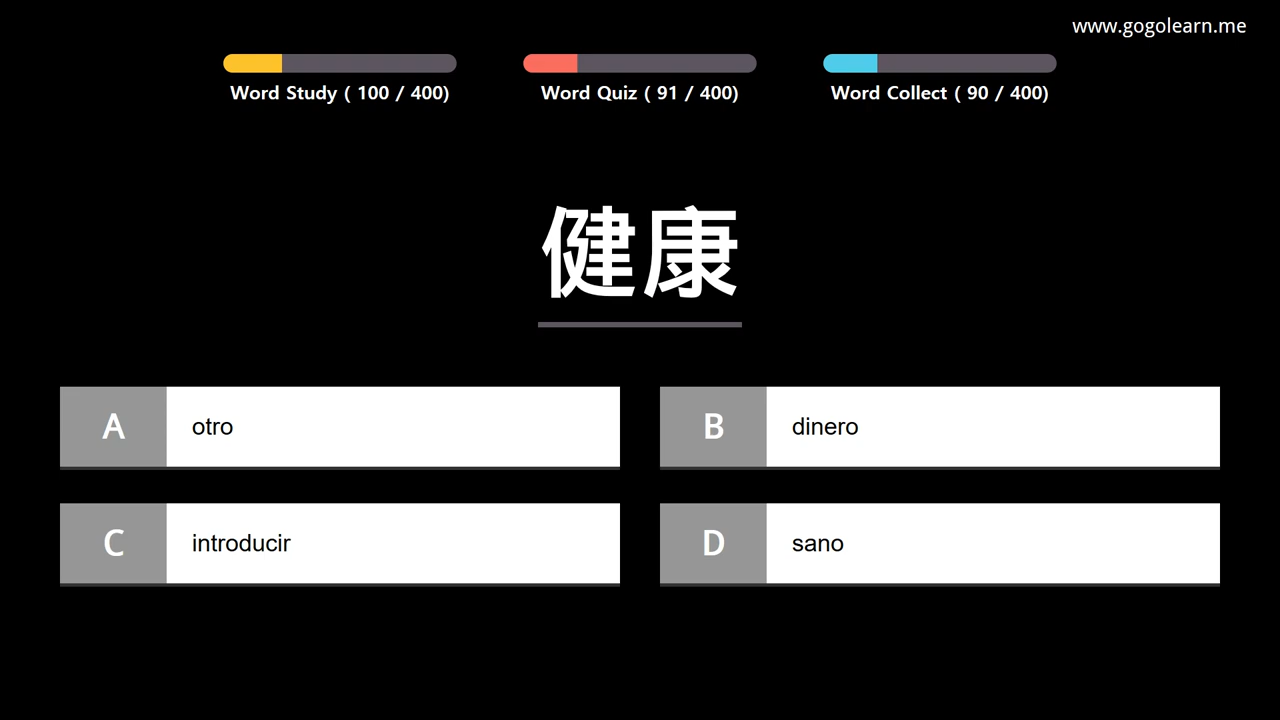 www.gogolearn.me
Word Study ( 100 / 400)
Word Quiz ( 91 / 400)
Word Collect ( 90 / 400)
健康
A otro
B dinero
C introducir
D sano